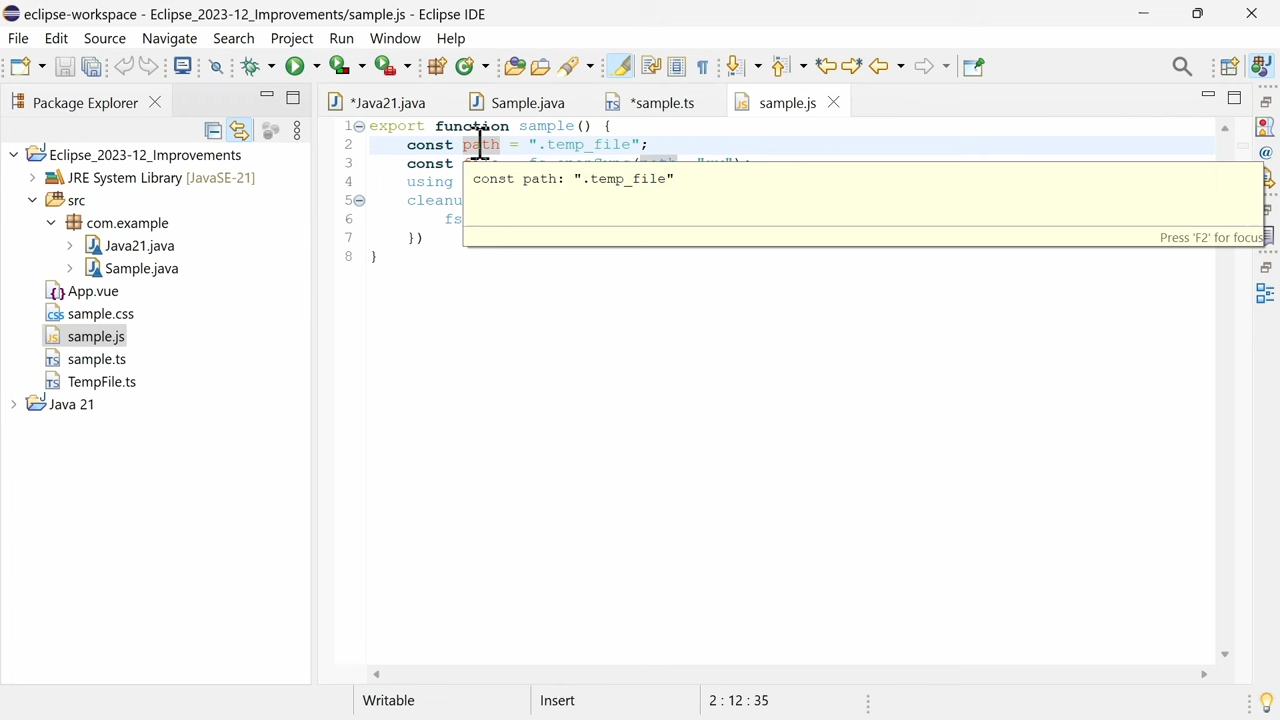 eclipse-workspace - Eclipse_2023-12_Improvements/sample.js - Eclipse IDE
File Edit Source Navigate Search Project Run Window Help
Package Explorer
*Java21.java Sample.java *sample.ts sample.js
Eclipse_2023-12_Improvements
JRE System Library [JavaSE-21]
src
com.example
Java21.java
Sample.java
App.vue
sample.css
sample.js
sample.ts
TempFile.ts
Java 21
1 export function sample() {
2 const path = ".temp_file";
3 const
4 using
5 cleanu
6 fs
7 })
8 }
const path: ".temp_file"
Press 'F2' for focus
Writable Insert 2 : 12 : 35